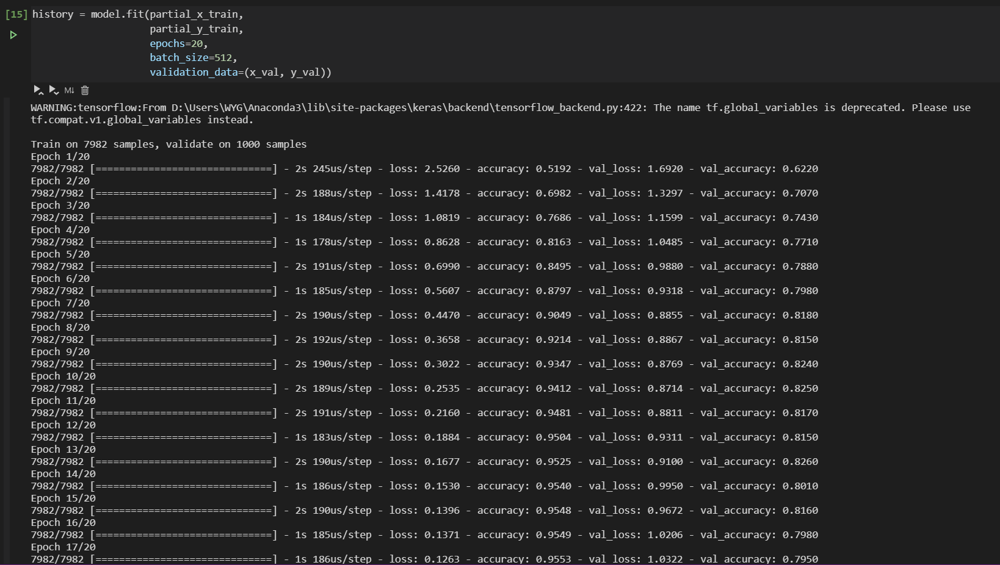 [15] history = model.fit(partial_x_train,
partial_y_train,
epochs=20,
batch_size=512,
validation_data=(x_val, y_val))
M↓
WARNING:tensorflow:From D:\Users\WYG\Anaconda3\lib\site-packages\keras\backend\tensorflow_backend.py:422: The name tf.global_variables is deprecated. Please use
tf.compat.v1.global_variables instead.
Train on 7982 samples, validate on 1000 samples
Epoch 1/20
7982/7982 [==============================] - 2s 245us/step - loss: 2.5260 - accuracy: 0.5192 - val_loss: 1.6920 - val_accuracy: 0.6220
Epoch 2/20
7982/7982 [==============================] - 2s 188us/step - loss: 1.4178 - accuracy: 0.6982 - val_loss: 1.3297 - val_accuracy: 0.7070
Epoch 3/20
7982/7982 [==============================] - 1s 184us/step - loss: 1.0819 - accuracy: 0.7686 - val_loss: 1.1599 - val_accuracy: 0.7430
Epoch 4/20
7982/7982 [==============================] - 1s 178us/step - loss: 0.8628 - accuracy: 0.8163 - val_loss: 1.0485 - val_accuracy: 0.7710
Epoch 5/20
7982/7982 [==============================] - 2s 191us/step - loss: 0.6990 - accuracy: 0.8495 - val_loss: 0.9880 - val_accuracy: 0.7880
Epoch 6/20
7982/7982 [==============================] - 1s 185us/step - loss: 0.5607 - accuracy: 0.8797 - val_loss: 0.9318 - val_accuracy: 0.7980
Epoch 7/20
7982/7982 [==============================] - 2s 190us/step - loss: 0.4470 - accuracy: 0.9049 - val_loss: 0.8855 - val_accuracy: 0.8180
Epoch 8/20
7982/7982 [==============================] - 2s 192us/step - loss: 0.3658 - accuracy: 0.9214 - val_loss: 0.8867 - val_accuracy: 0.8150
Epoch 9/20
7982/7982 [==============================] - 2s 190us/step - loss: 0.3022 - accuracy: 0.9347 - val_loss: 0.8769 - val_accuracy: 0.8240
Epoch 10/20
7982/7982 [==============================] - 2s 189us/step - loss: 0.2535 - accuracy: 0.9412 - val_loss: 0.8714 - val_accuracy: 0.8250
Epoch 11/20
7982/7982 [==============================] - 2s 191us/step - loss: 0.2160 - accuracy: 0.9481 - val_loss: 0.8811 - val_accuracy: 0.8170
Epoch 12/20
7982/7982 [==============================] - 1s 183us/step - loss: 0.1884 - accuracy: 0.9504 - val_loss: 0.9311 - val_accuracy: 0.8150
Epoch 13/20
7982/7982 [==============================] - 2s 190us/step - loss: 0.1677 - accuracy: 0.9525 - val_loss: 0.9100 - val_accuracy: 0.8260
Epoch 14/20
7982/7982 [==============================] - 1s 186us/step - loss: 0.1530 - accuracy: 0.9540 - val_loss: 0.9950 - val_accuracy: 0.8010
Epoch 15/20
7982/7982 [==============================] - 2s 190us/step - loss: 0.1396 - accuracy: 0.9548 - val_loss: 0.9672 - val_accuracy: 0.8160
Epoch 16/20
7982/7982 [==============================] - 1s 185us/step - loss: 0.1371 - accuracy: 0.9549 - val_loss: 1.0206 - val_accuracy: 0.7980
Epoch 17/20
7982/7982 [==============================] - 1s 186us/step - loss: 0.1263 - accuracy: 0.9553 - val_loss: 1.0322 - val_accuracy: 0.7950